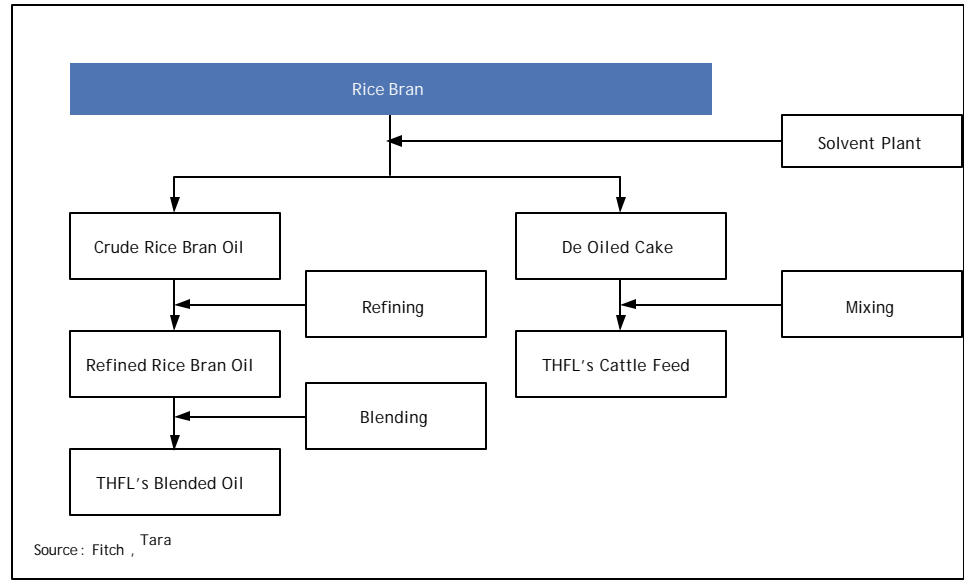 Rice Bran
Solvent Plant
Crude Rice Bran Oil
De Oiled Cake
Refining
Mixing
Refined Rice Bran Oil
THFL's Cattle Feed
Blending
THFL's Blended Oil
Source: Fitch , Tara